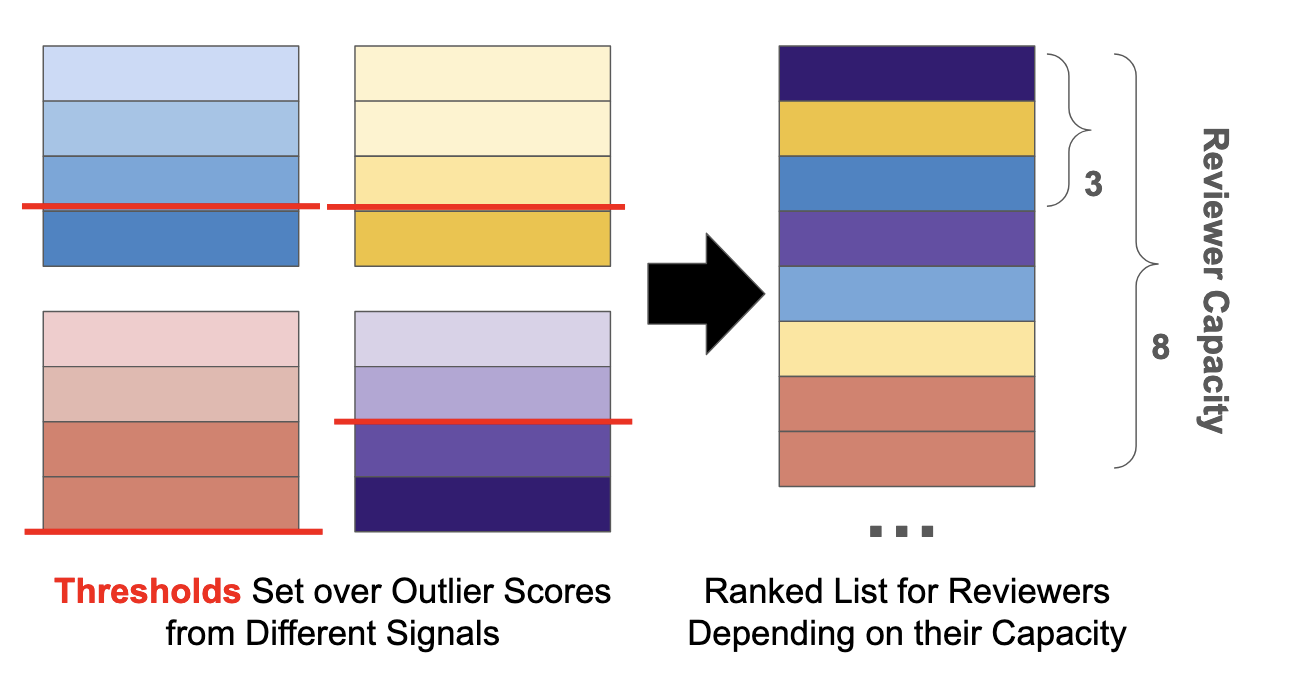 3
8
Reviewer Capacity
...
Thresholds Set over Outlier Scores
from Different Signals
Ranked List for Reviewers
Depending on their Capacity